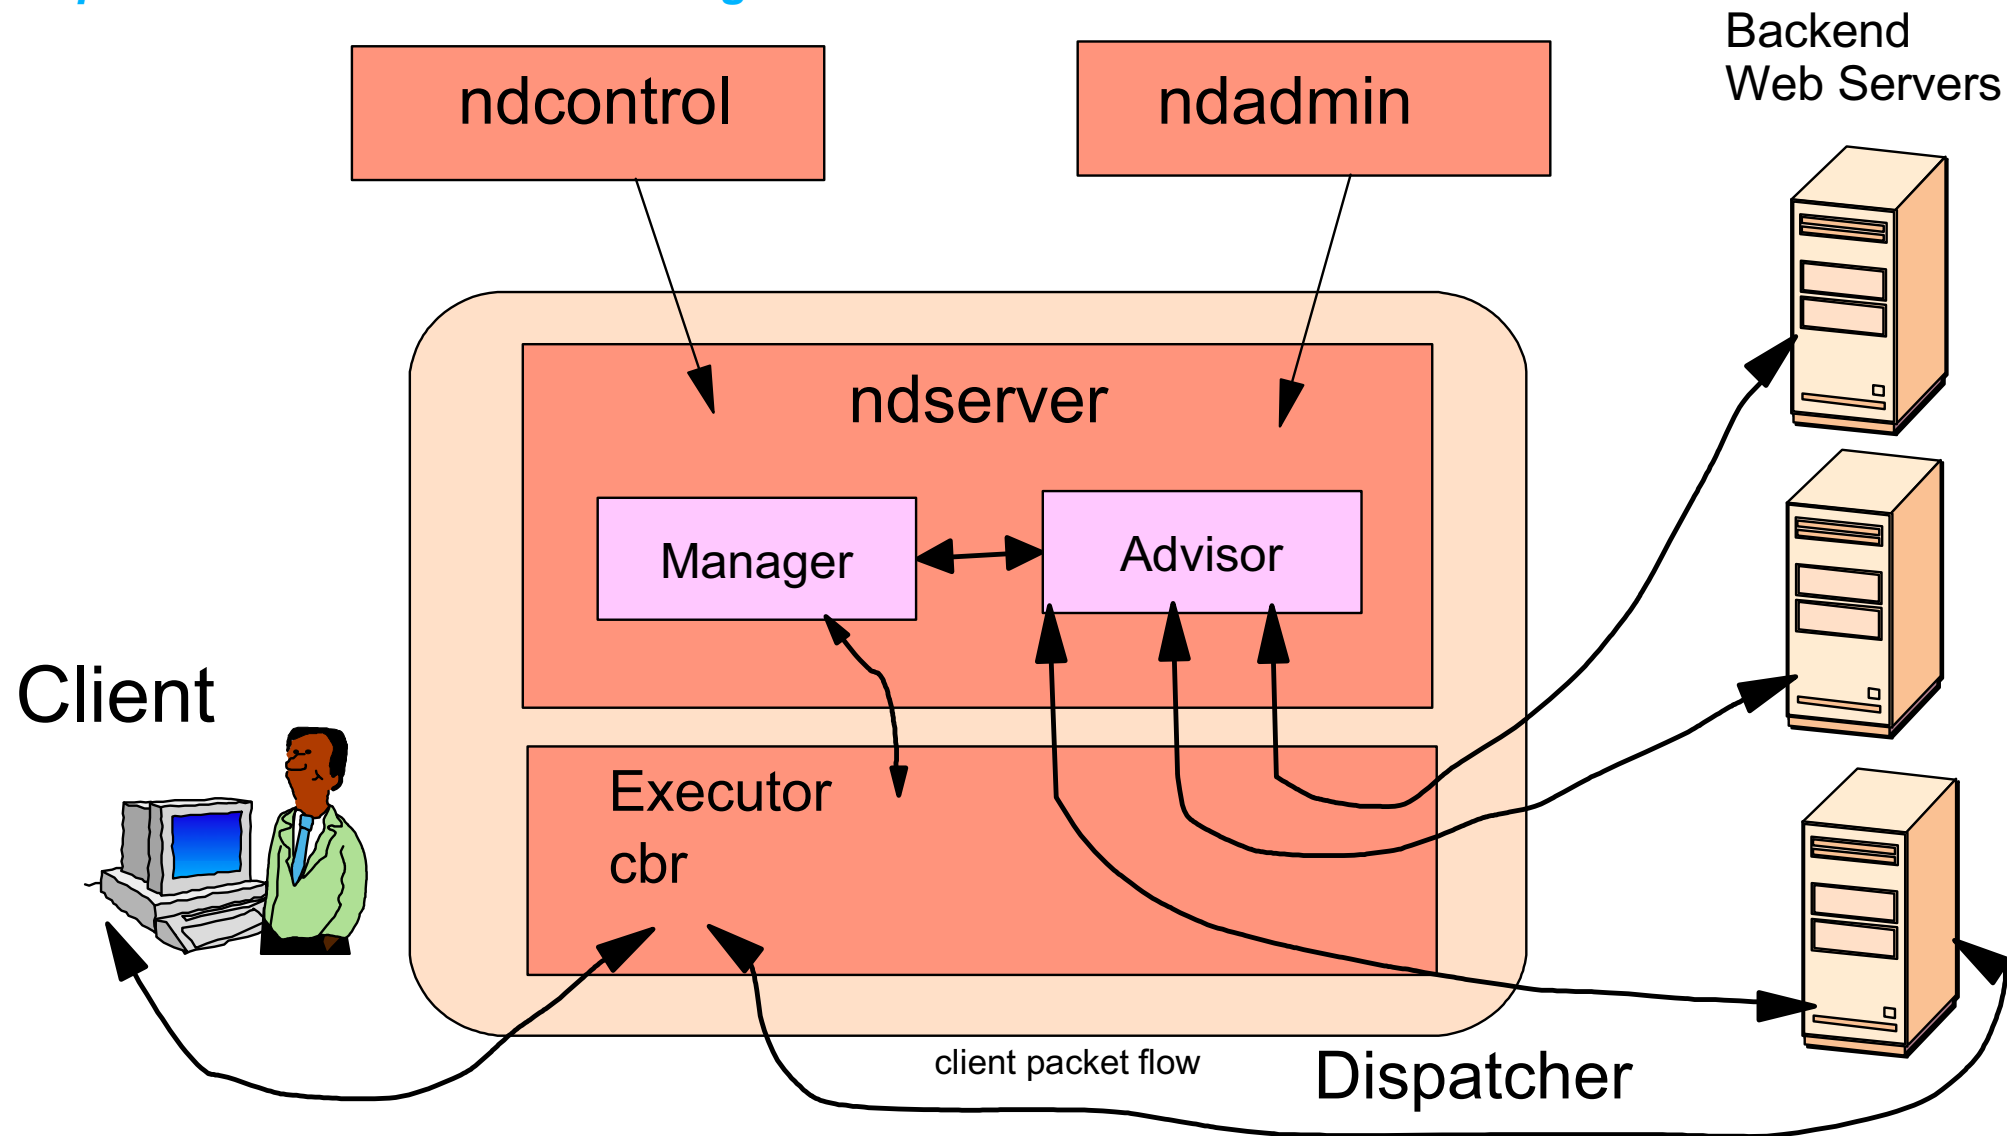 Backend
Web Servers
ndcontrol
ndadmin
ndserver
Manager
Advisor
Client
Executor
cbr
client packet flow
Dispatcher